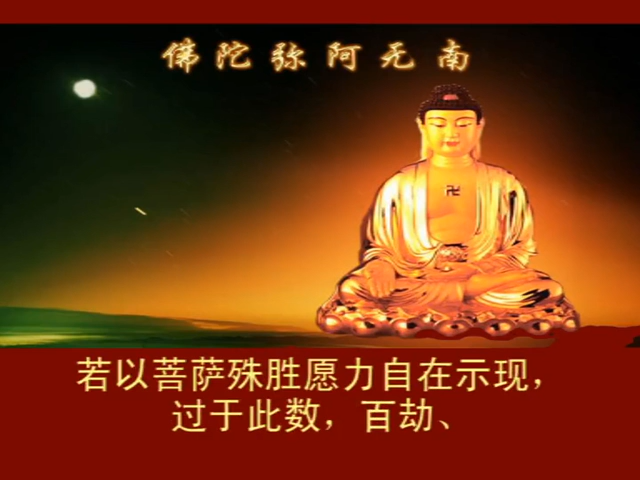 南无阿弥陀佛
若以菩萨殊胜愿力自在示现，
过于此数，百劫、